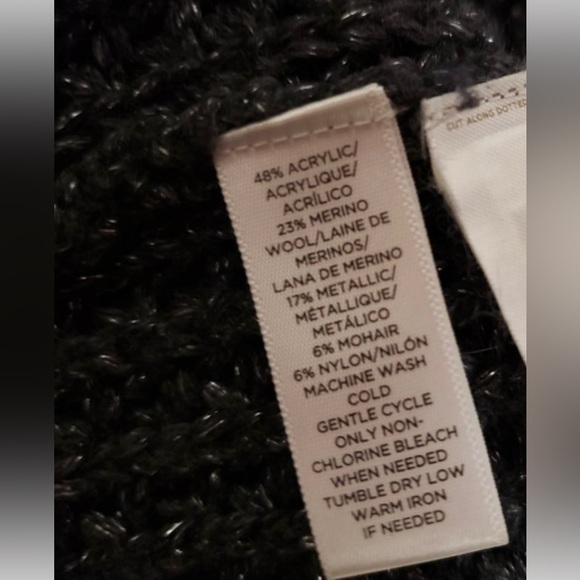 48% ACRYLIC/
ACRYLIQUE/
ACRÍLICO
23% MERINO
WOOL/LAINE DE
MERINOS/
LANA DE MERINO
17% METALLIC/
MÉTALLIQUE/
METÁLICO
6% MOHAIR
6% NYLON/NILÓN
MACHINE WASH
COLD
GENTLE CYCLE
ONLY NON-
CHLORINE BLEACH
WHEN NEEDED
TUMBLE DRY LOW
WARM IRON
IF NEEDED
CUT ALONG DOTTED